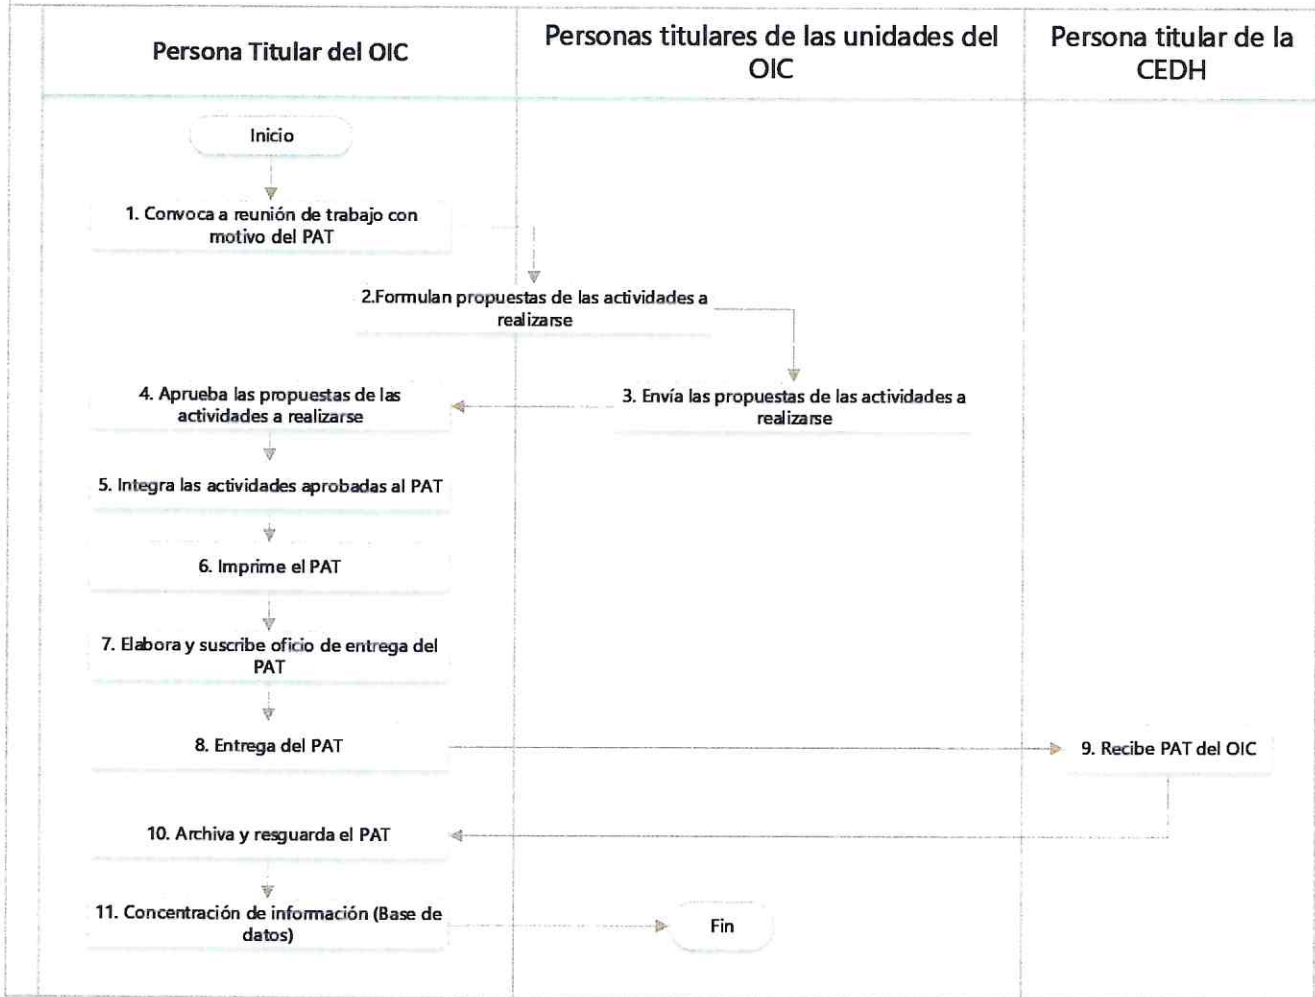 Persona Titular del OIC
Personas titulares de las unidades del
OIC
Persona titular de la
CEDH
Inicio
1. Convoca a reunión de trabajo con
motivo del PAT
2.Formulan propuestas de las actividades a
realizarse
3. Envía las propuestas de las actividades a
realizarse
4. Aprueba las propuestas de las
actividades a realizarse
5. Integra las actividades aprobadas al PAT
6. Imprime el PAT
7. Elabora y suscribe oficio de entrega del
PAT
8. Entrega del PAT
9. Recibe PAT del OIC
10. Archiva y resguarda el PAT
11. Concentración de información (Base de
datos)
Fin